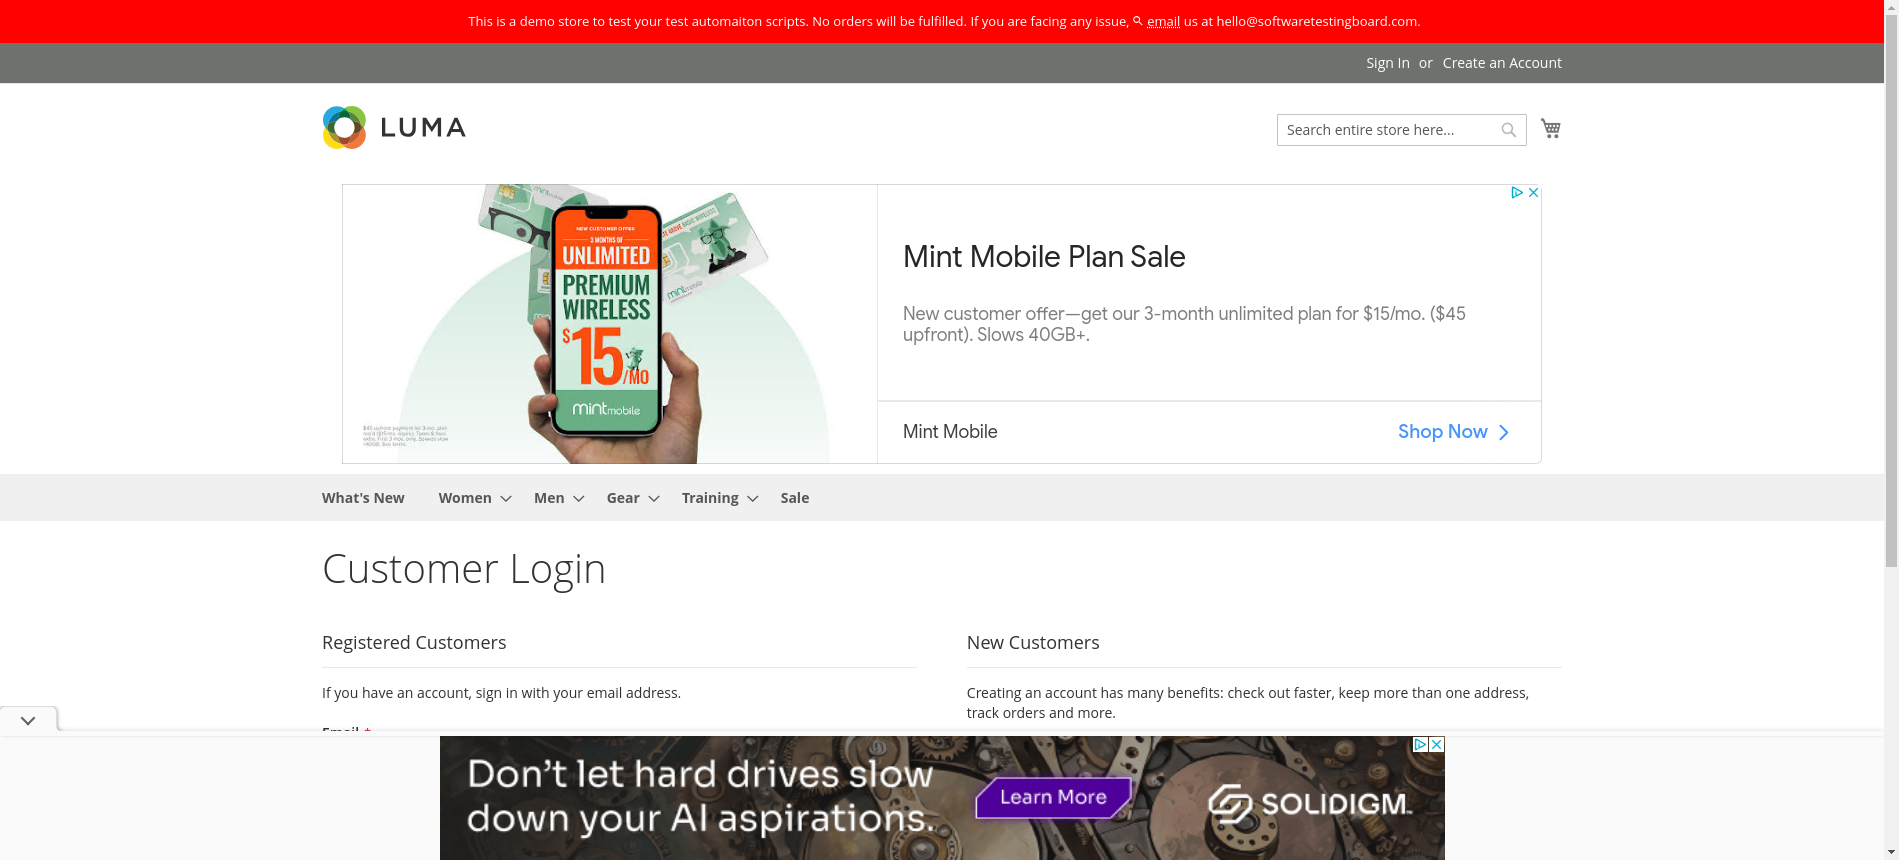 This is a demo store to test your test automaiton scripts. No orders will be fulfilled. If you are facing any issue, email us at hello@softwaretestingboard.com.
Sign In or Create an Account
LUMA
Search entire store here...
NEW CUSTOMER OFFER
3 MONTHS OF
UNLIMITED
PREMIUM
WIRELESS
$15/MO
mintmobile
Mint Mobile Plan Sale
New customer offer—get our 3-month unlimited plan for $15/mo. ($45
upfront). Slows 40GB+.
Mint Mobile
Shop Now
What's New Women Men Gear Training Sale
Customer Login
Registered Customers
If you have an account, sign in with your email address.
Email *
New Customers
Creating an account has many benefits: check out faster, keep more than one address,
track orders and more.
Don't let hard drives slow
down your AI aspirations.
Learn More
SOLIDIGM